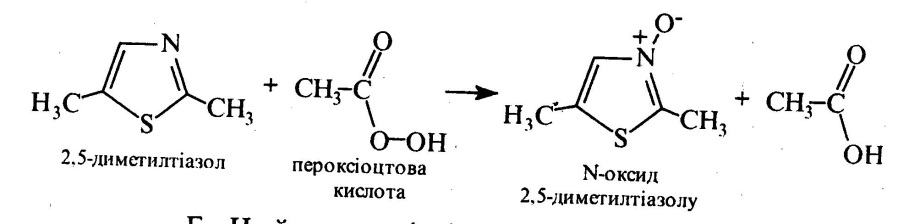 O
O⁻
N
+
N
O
O
H₃C
S
CH₃
+
CH₃
C
O–OH
H₃C
S
CH₃
+
CH₃
C
OH
2,5-диметилтіазол
пероксіоцтова
кислота
N-оксид
2,5-диметилтіазолу